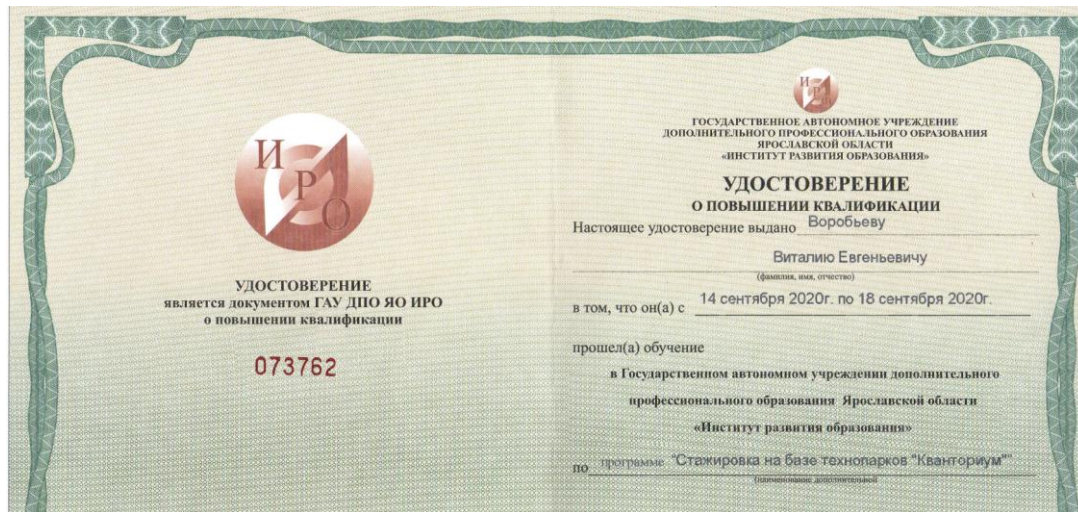 И
Р
О
УДОСТОВЕРЕНИЕ
является документом ГАУ ДПО ЯО ИРО
о повышении квалификации
073762
И
Р
О
ГОСУДАРСТВЕННОЕ АВТОНОМНОЕ УЧРЕЖДЕНИЕ
ДОПОЛНИТЕЛЬНОГО ПРОФЕССИОНАЛЬНОГО ОБРАЗОВАНИЯ
ЯРОСЛАВСКОЙ ОБЛАСТИ
«ИНСТИТУТ РАЗВИТИЯ ОБРАЗОВАНИЯ»
УДОСТОВЕРЕНИЕ
О ПОВЫШЕНИИ КВАЛИФИКАЦИИ
Настоящее удостоверение выдано Воробьеву
Виталию Евгеньевичу
(фамилия, имя, отчество)
в том, что он(а) с 14 сентября 2020г. по 18 сентября 2020г.
прошел(а) обучение
в Государственном автономном учреждении дополнительного
профессионального образования Ярославской области
«Институт развития образования»
по программе "Стажировка на базе технопарков "Кванториум""
(наименование дополнительной